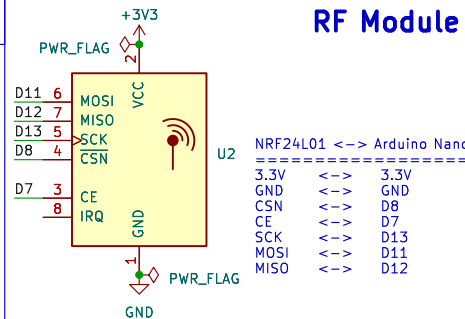 RF Module
+3V3
PWR_FLAG
2
VCC
D11 6 MOSI
D12 7 MISO
D13 5 SCK
D8 4 CSN
D7 3 CE
8 IRQ
U2
GND
1
PWR_FLAG
GND
NRF24L01 <-> Arduino Nano
====================
3.3V <-> 3.3V
GND <-> GND
CSN <-> D8
CE <-> D7
SCK <-> D13
MOSI <-> D11
MISO <-> D12